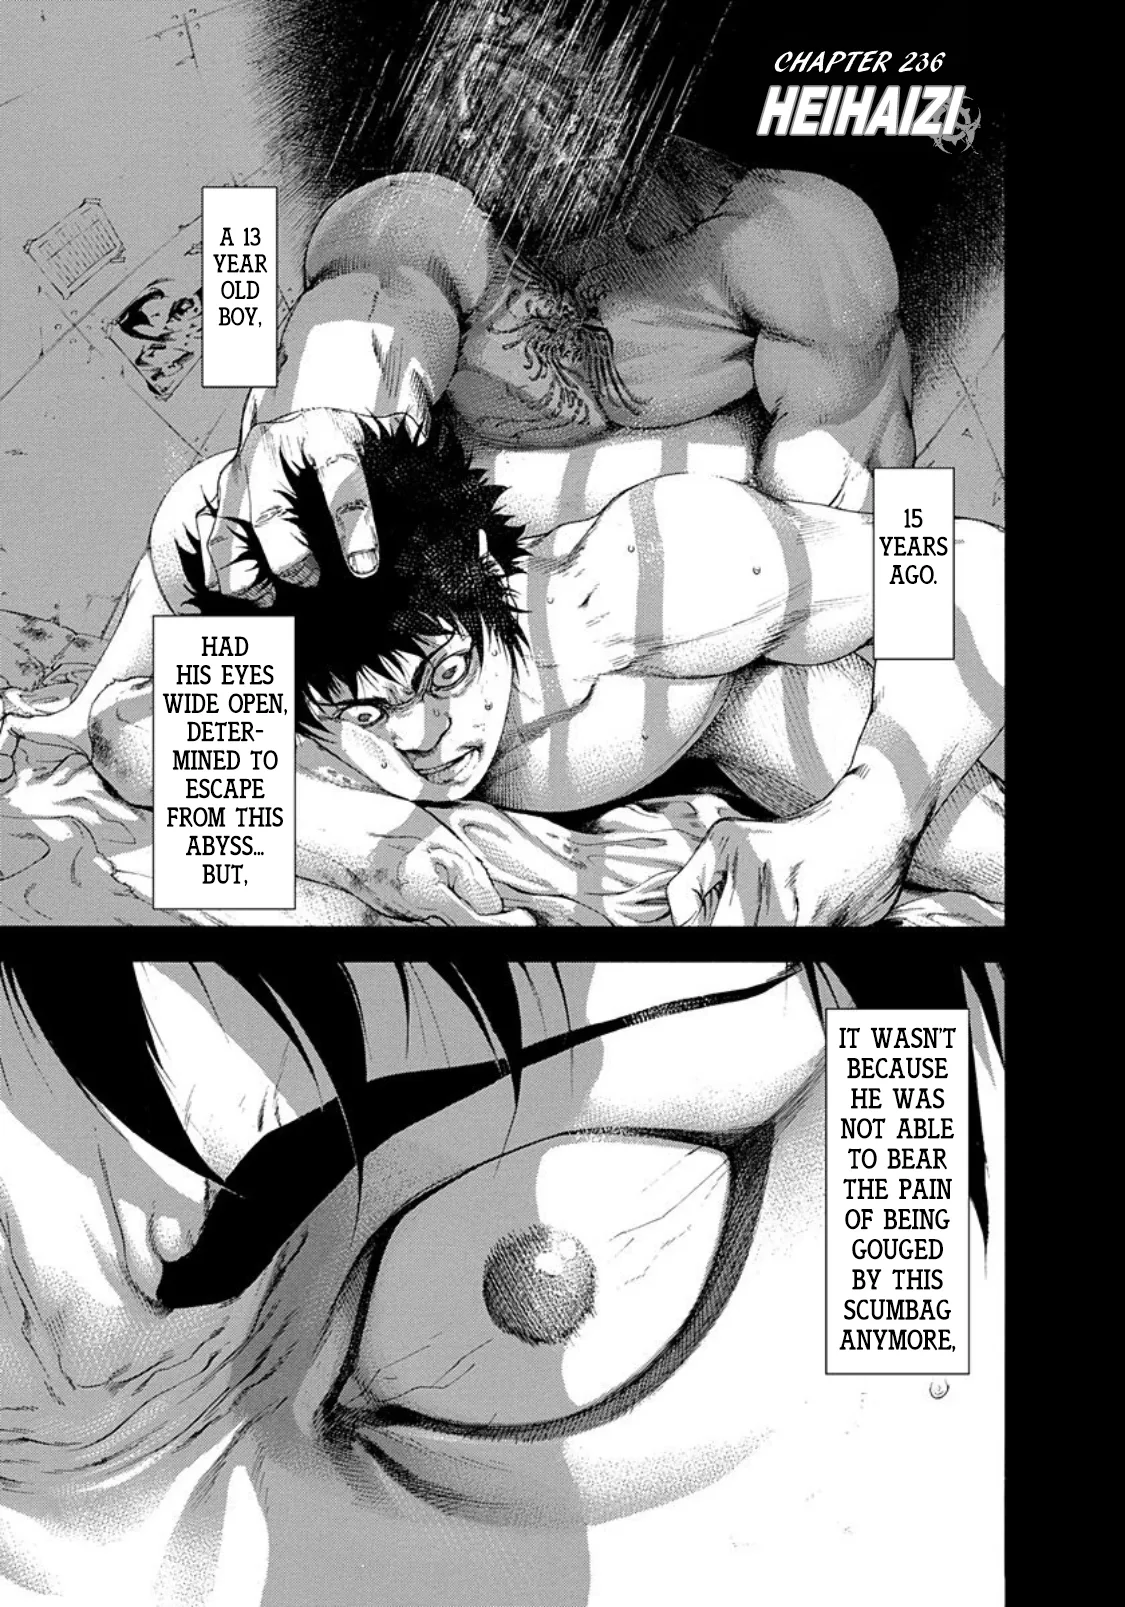 CHAPTER 236
HEIHAIZI
15
YEARS
AGO.
A 13
YEAR
OLD
BOY,
HAD
HIS EYES
WIDE OPEN,
DETER-
MINED TO
ESCAPE
FROM THIS
ABYSS...
BUT,
IT WASN'T
BECAUSE
HE WAS
NOT ABLE
TO BEAR
THE PAIN
OF BEING
GOUGED
BY THIS
SCUMBAG
ANYMORE,